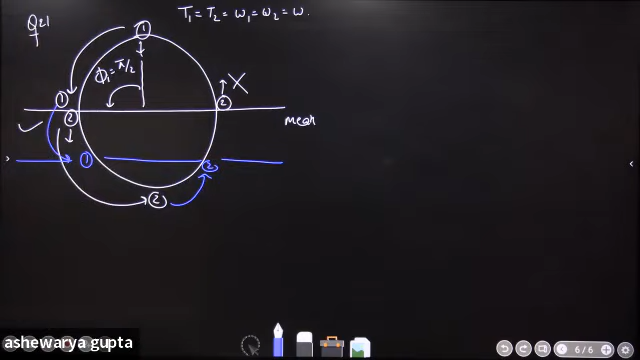 Q21
T₁ = T₂ = ω₁ = ω₂ = ω.
①
ϕ₁ = π/2
①
②
②
mean
①
②
②
ashewarya gupta
6/6